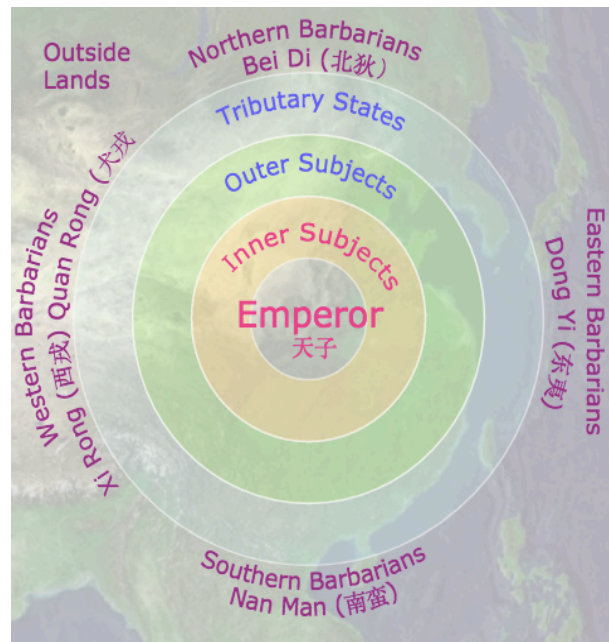 Outside
Lands
Northern Barbarians
Bei Di (北狄)
Tributary States
Outer Subjects
Inner Subjects
Emperor
天子
Western Barbarians
Xi Rong (西戎) Quan Rong (犬戎
Eastern Barbarians
Dong Yi (东夷)
Southern Barbarians
Nan Man (南蛮)